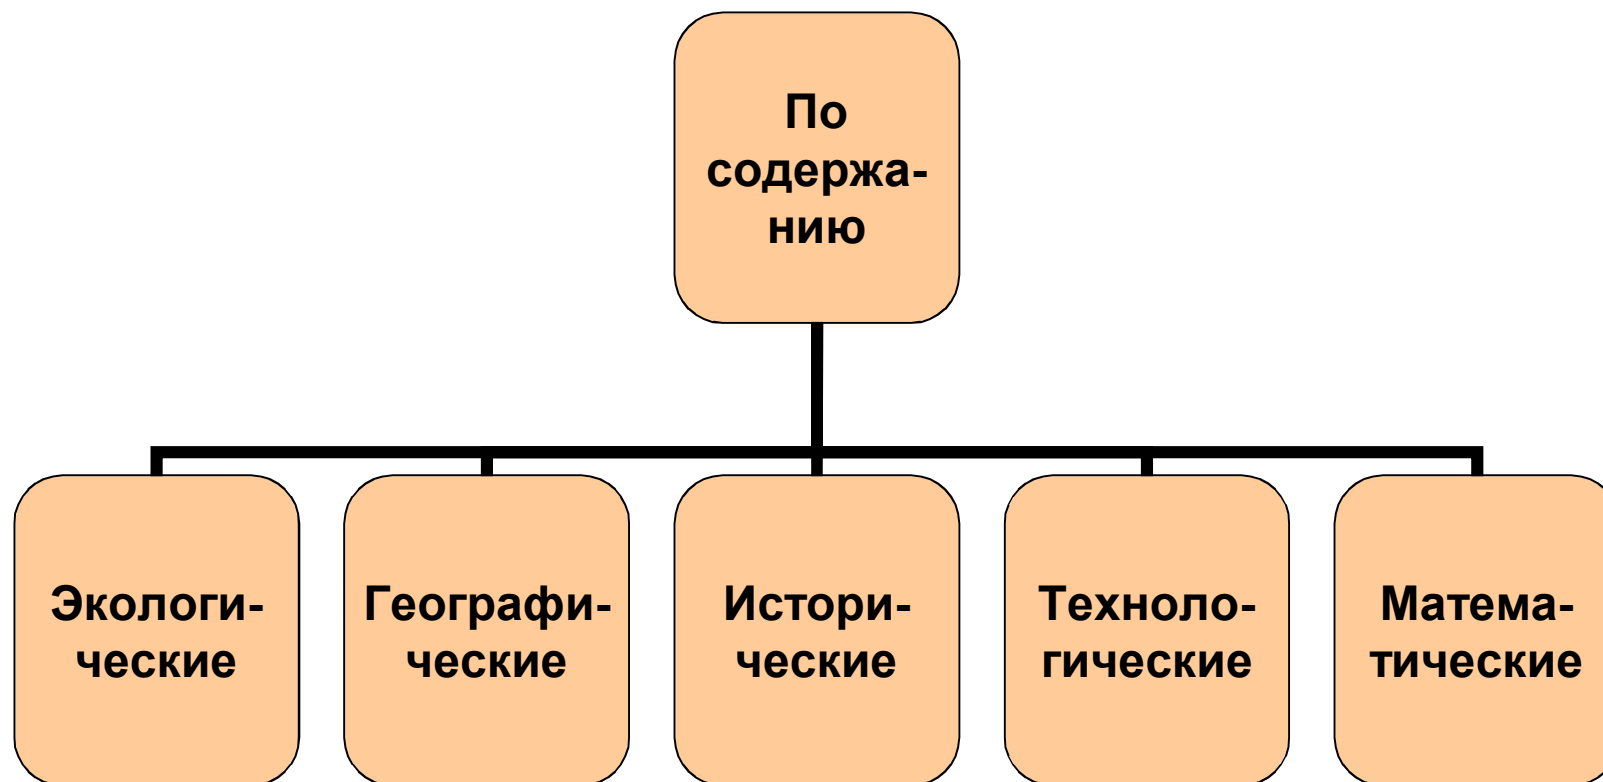 По
содержа-
нию
Экологи-
ческие
Географи-
ческие
Истори-
ческие
Техноло-
гические
Матема-
тические